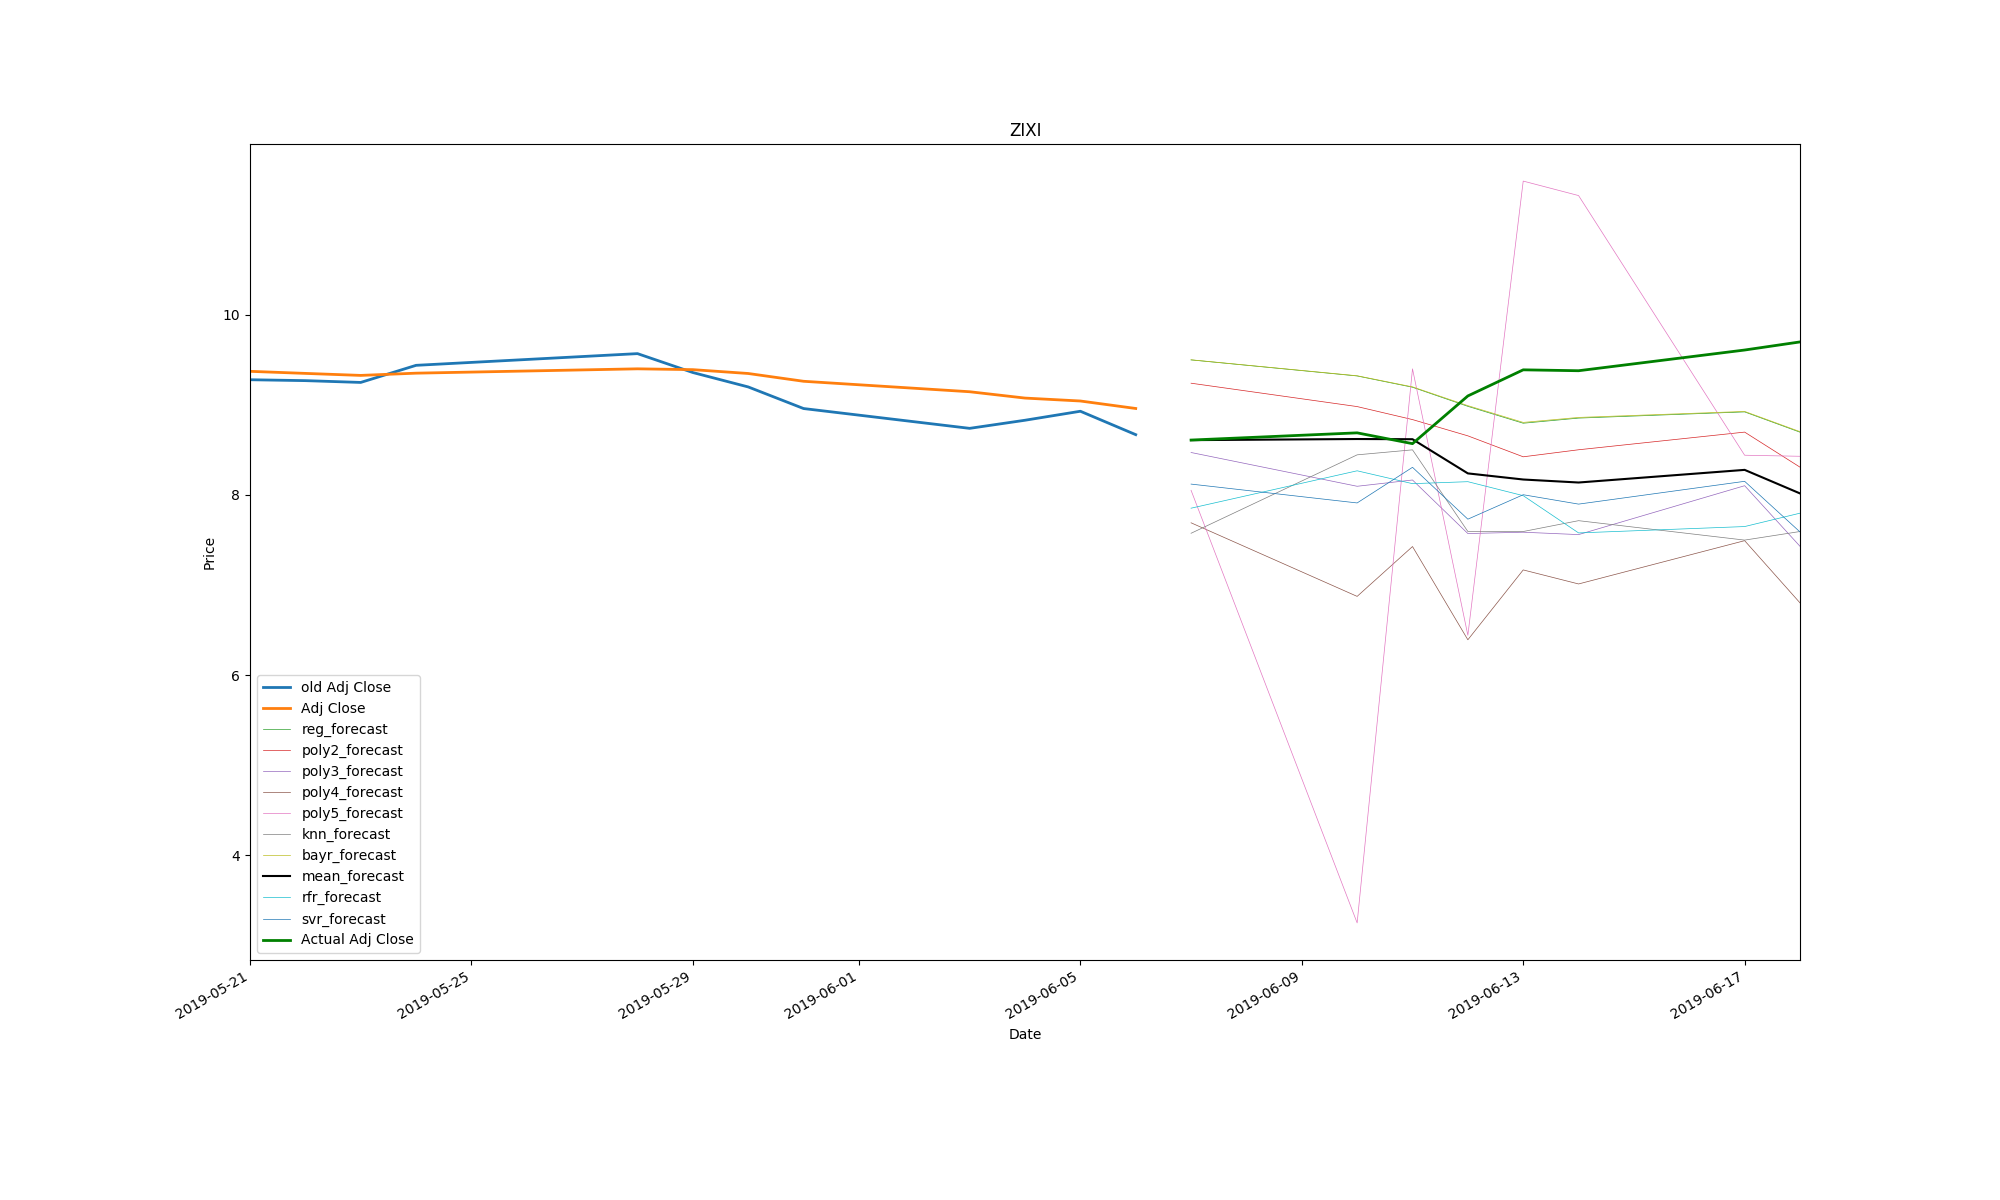 ZIXI
10
8
6
4
Price
old Adj Close
Adj Close
reg_forecast
poly2_forecast
poly3_forecast
poly4_forecast
poly5_forecast
knn_forecast
bayr_forecast
mean_forecast
rfr_forecast
svr_forecast
Actual Adj Close
2019-05-21
2019-05-25
2019-05-29
2019-06-01
2019-06-05
2019-06-09
2019-06-13
2019-06-17
Date